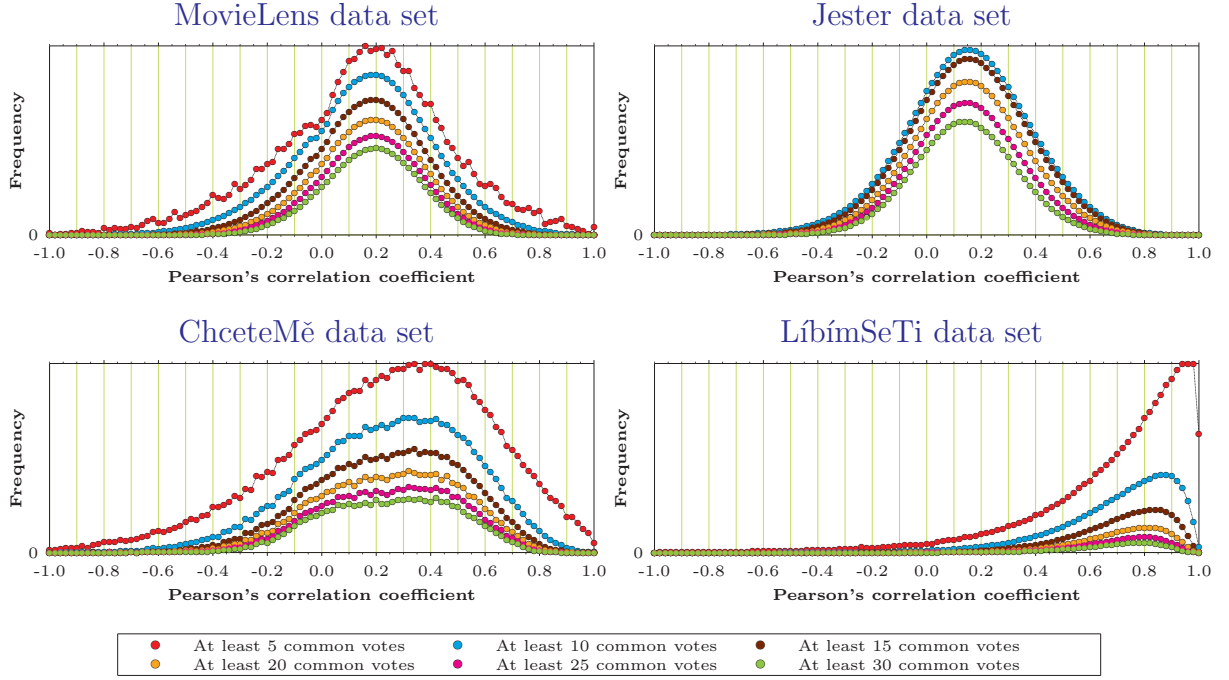 MovieLens data set
Jester data set
Frequency
0
-1.0 -0.8 -0.6 -0.4 -0.2 0.0 0.2 0.4 0.6 0.8 1.0
Pearson's correlation coefficient
Frequency
0
-1.0 -0.8 -0.6 -0.4 -0.2 0.0 0.2 0.4 0.6 0.8 1.0
Pearson's correlation coefficient
ChceteMě data set
LíbímSeTi data set
Frequency
0
-1.0 -0.8 -0.6 -0.4 -0.2 0.0 0.2 0.4 0.6 0.8 1.0
Pearson's correlation coefficient
Frequency
0
-1.0 -0.8 -0.6 -0.4 -0.2 0.0 0.2 0.4 0.6 0.8 1.0
Pearson's correlation coefficient
At least 5 common votes
At least 10 common votes
At least 15 common votes
At least 20 common votes
At least 25 common votes
At least 30 common votes